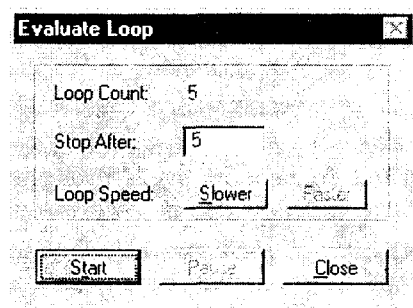 Evaluate Loop
Loop Count: 5
Stop After: 5
Loop Speed: Slower Faster
Start Pause Close